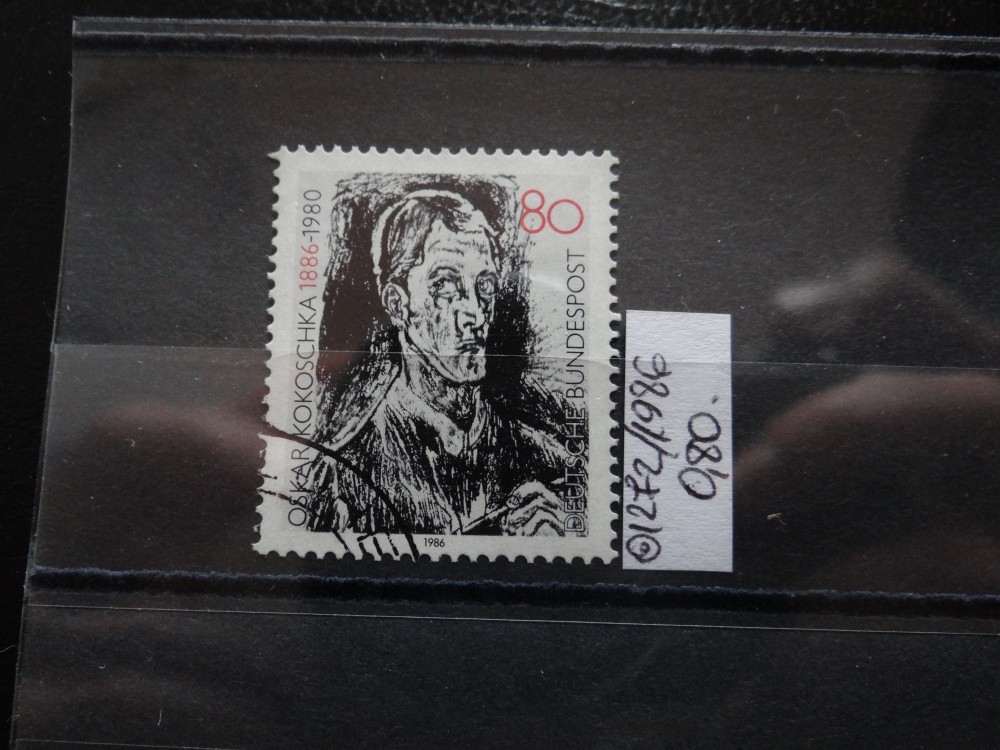 OSKAR KOKOSCHKA 1886-1980
80
DEUTSCHE BUNDESPOST
1986
1272/1986
0,80.